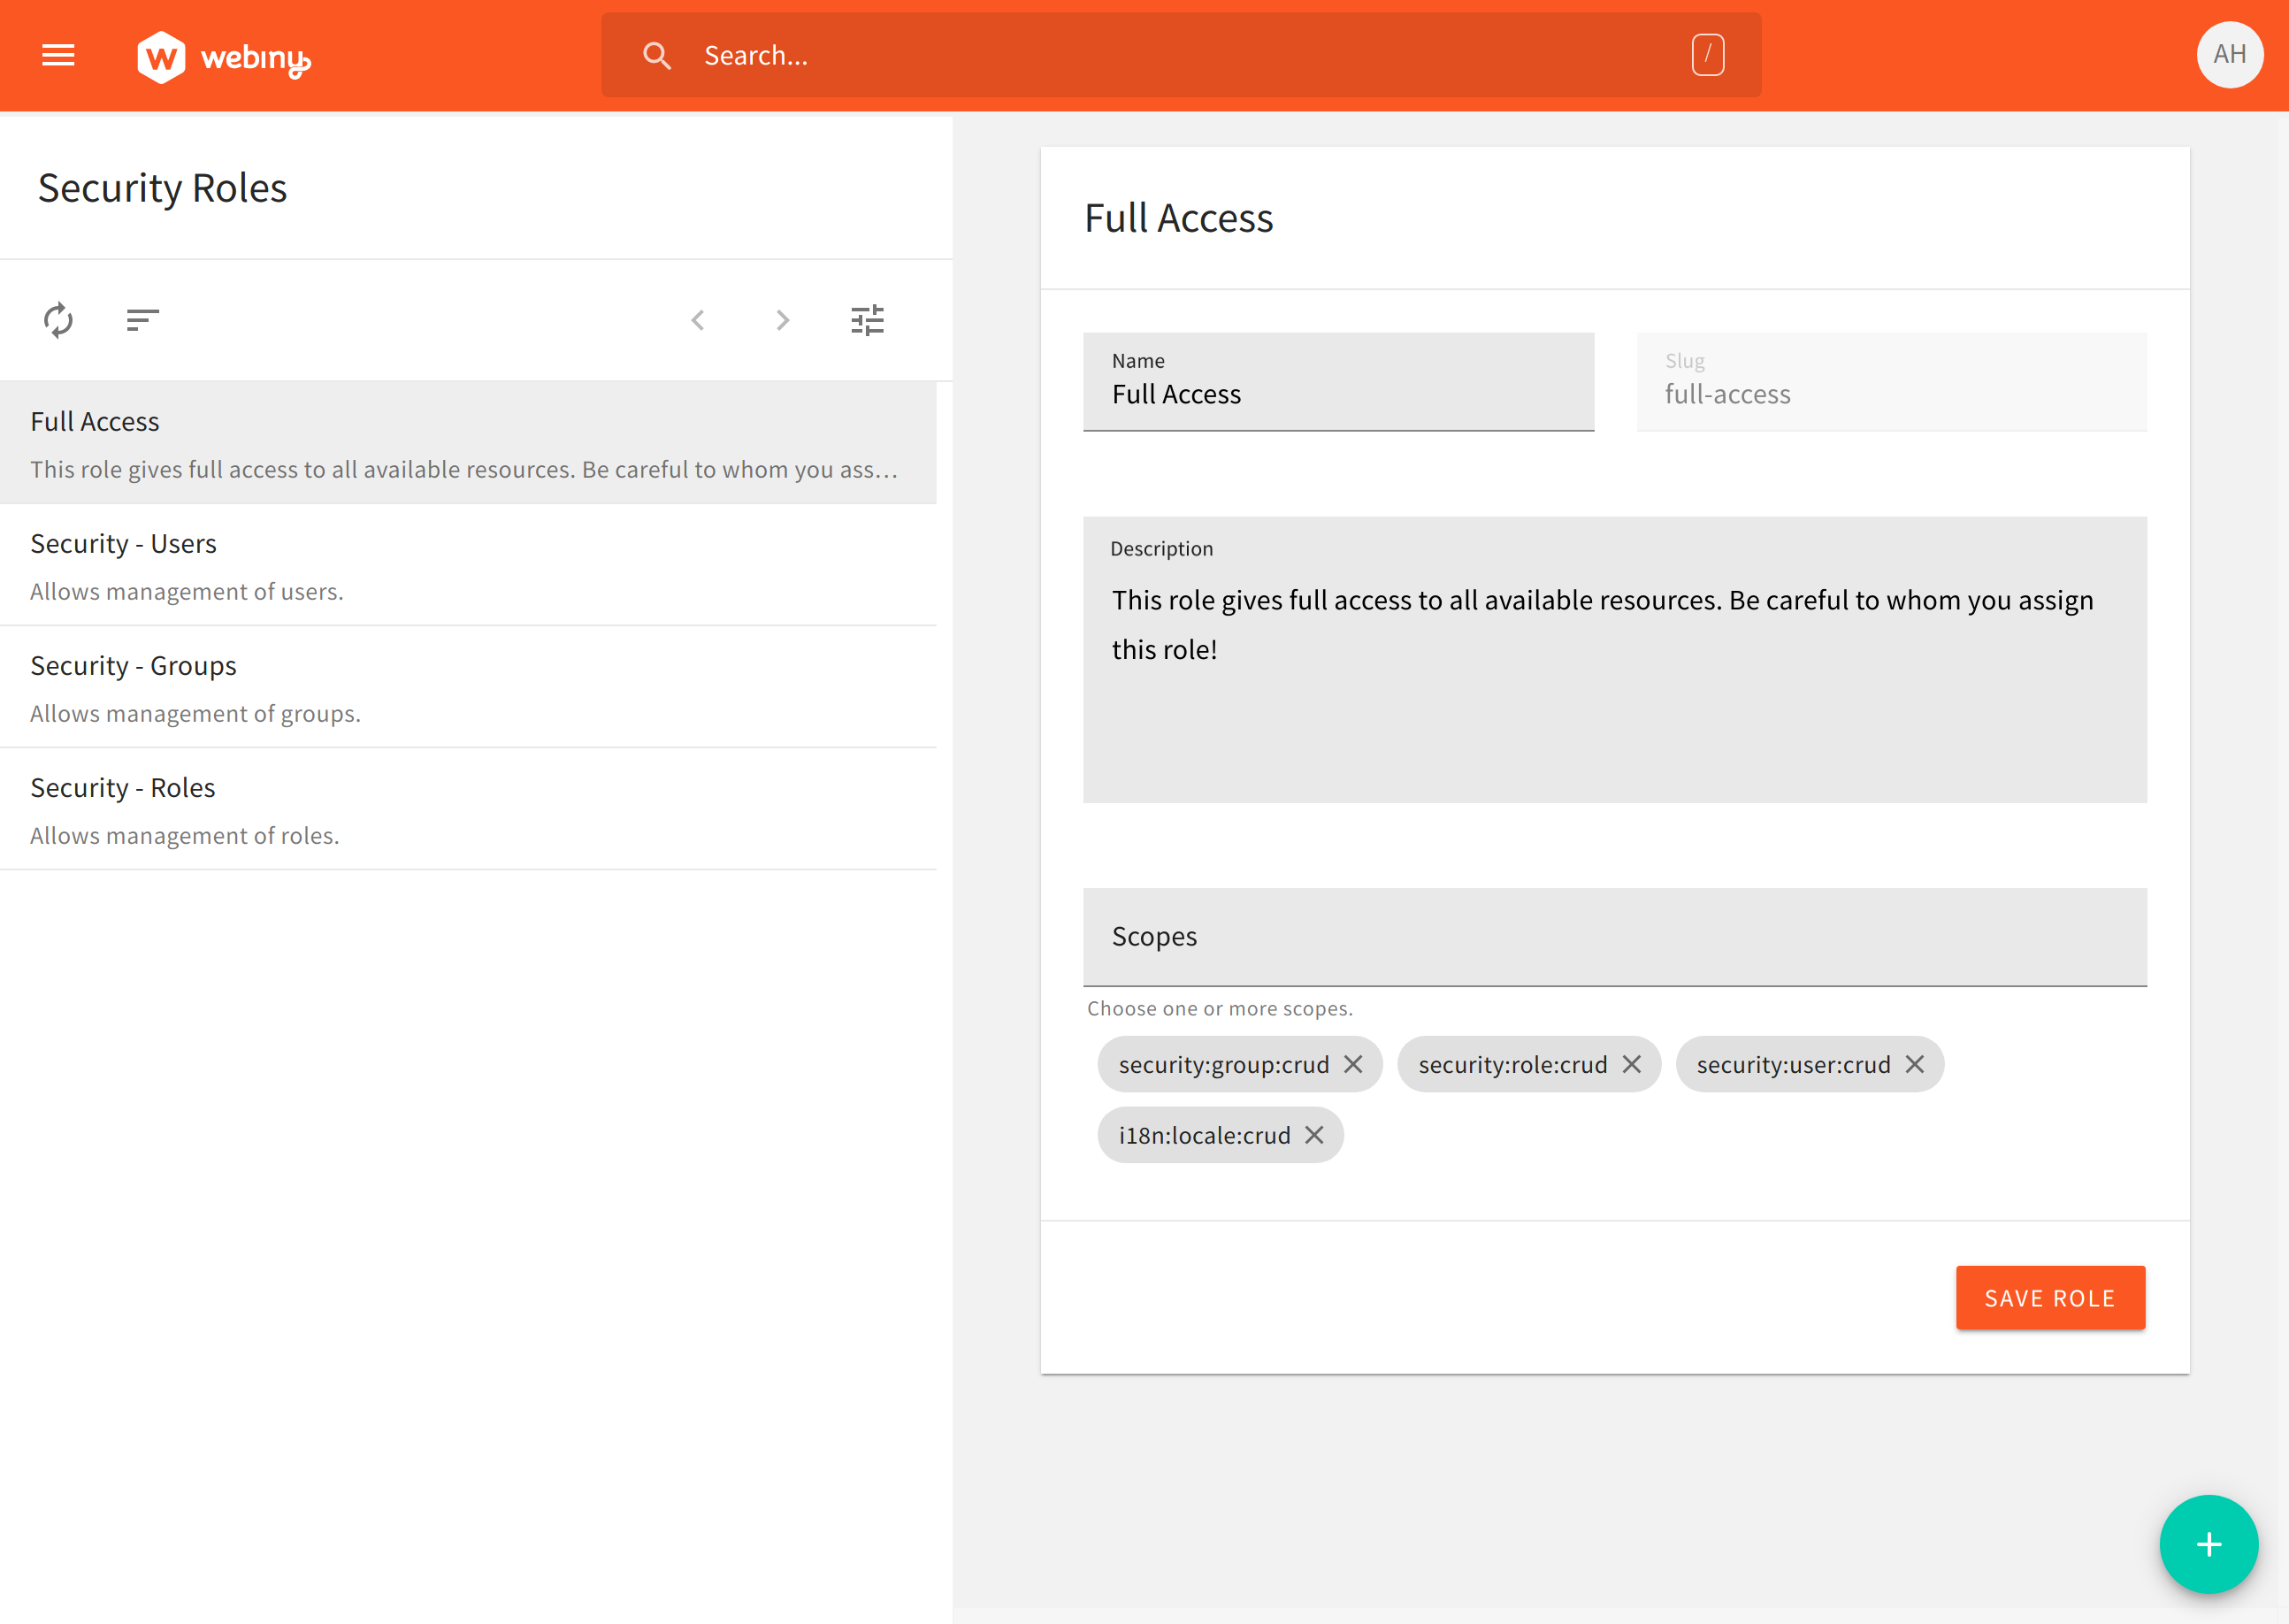 webiny
Search...
/
AH
Security Roles
Full Access
This role gives full access to all available resources. Be careful to whom you ass...
Security - Users
Allows management of users.
Security - Groups
Allows management of groups.
Security - Roles
Allows management of roles.
Full Access
Name
Full Access
Slug
full-access
Description
This role gives full access to all available resources. Be careful to whom you assign
this role!
Scopes
Choose one or more scopes.
security:group:crud security:role:crud security:user:crud
i18n:locale:crud
SAVE ROLE